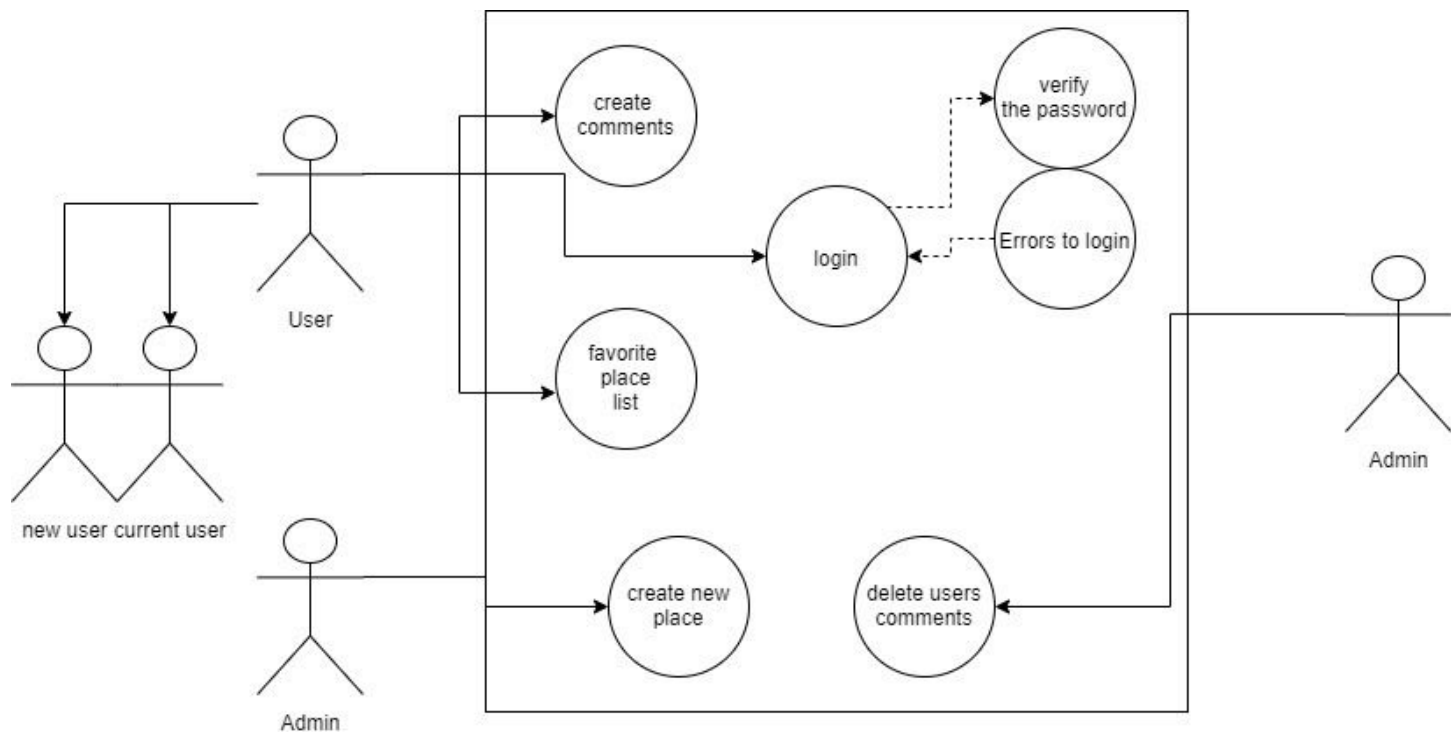 create
comments
verify
the password
login
Errors to login
User
favorite
place
list
Admin
new user current user
create new
place
delete users
comments
Admin